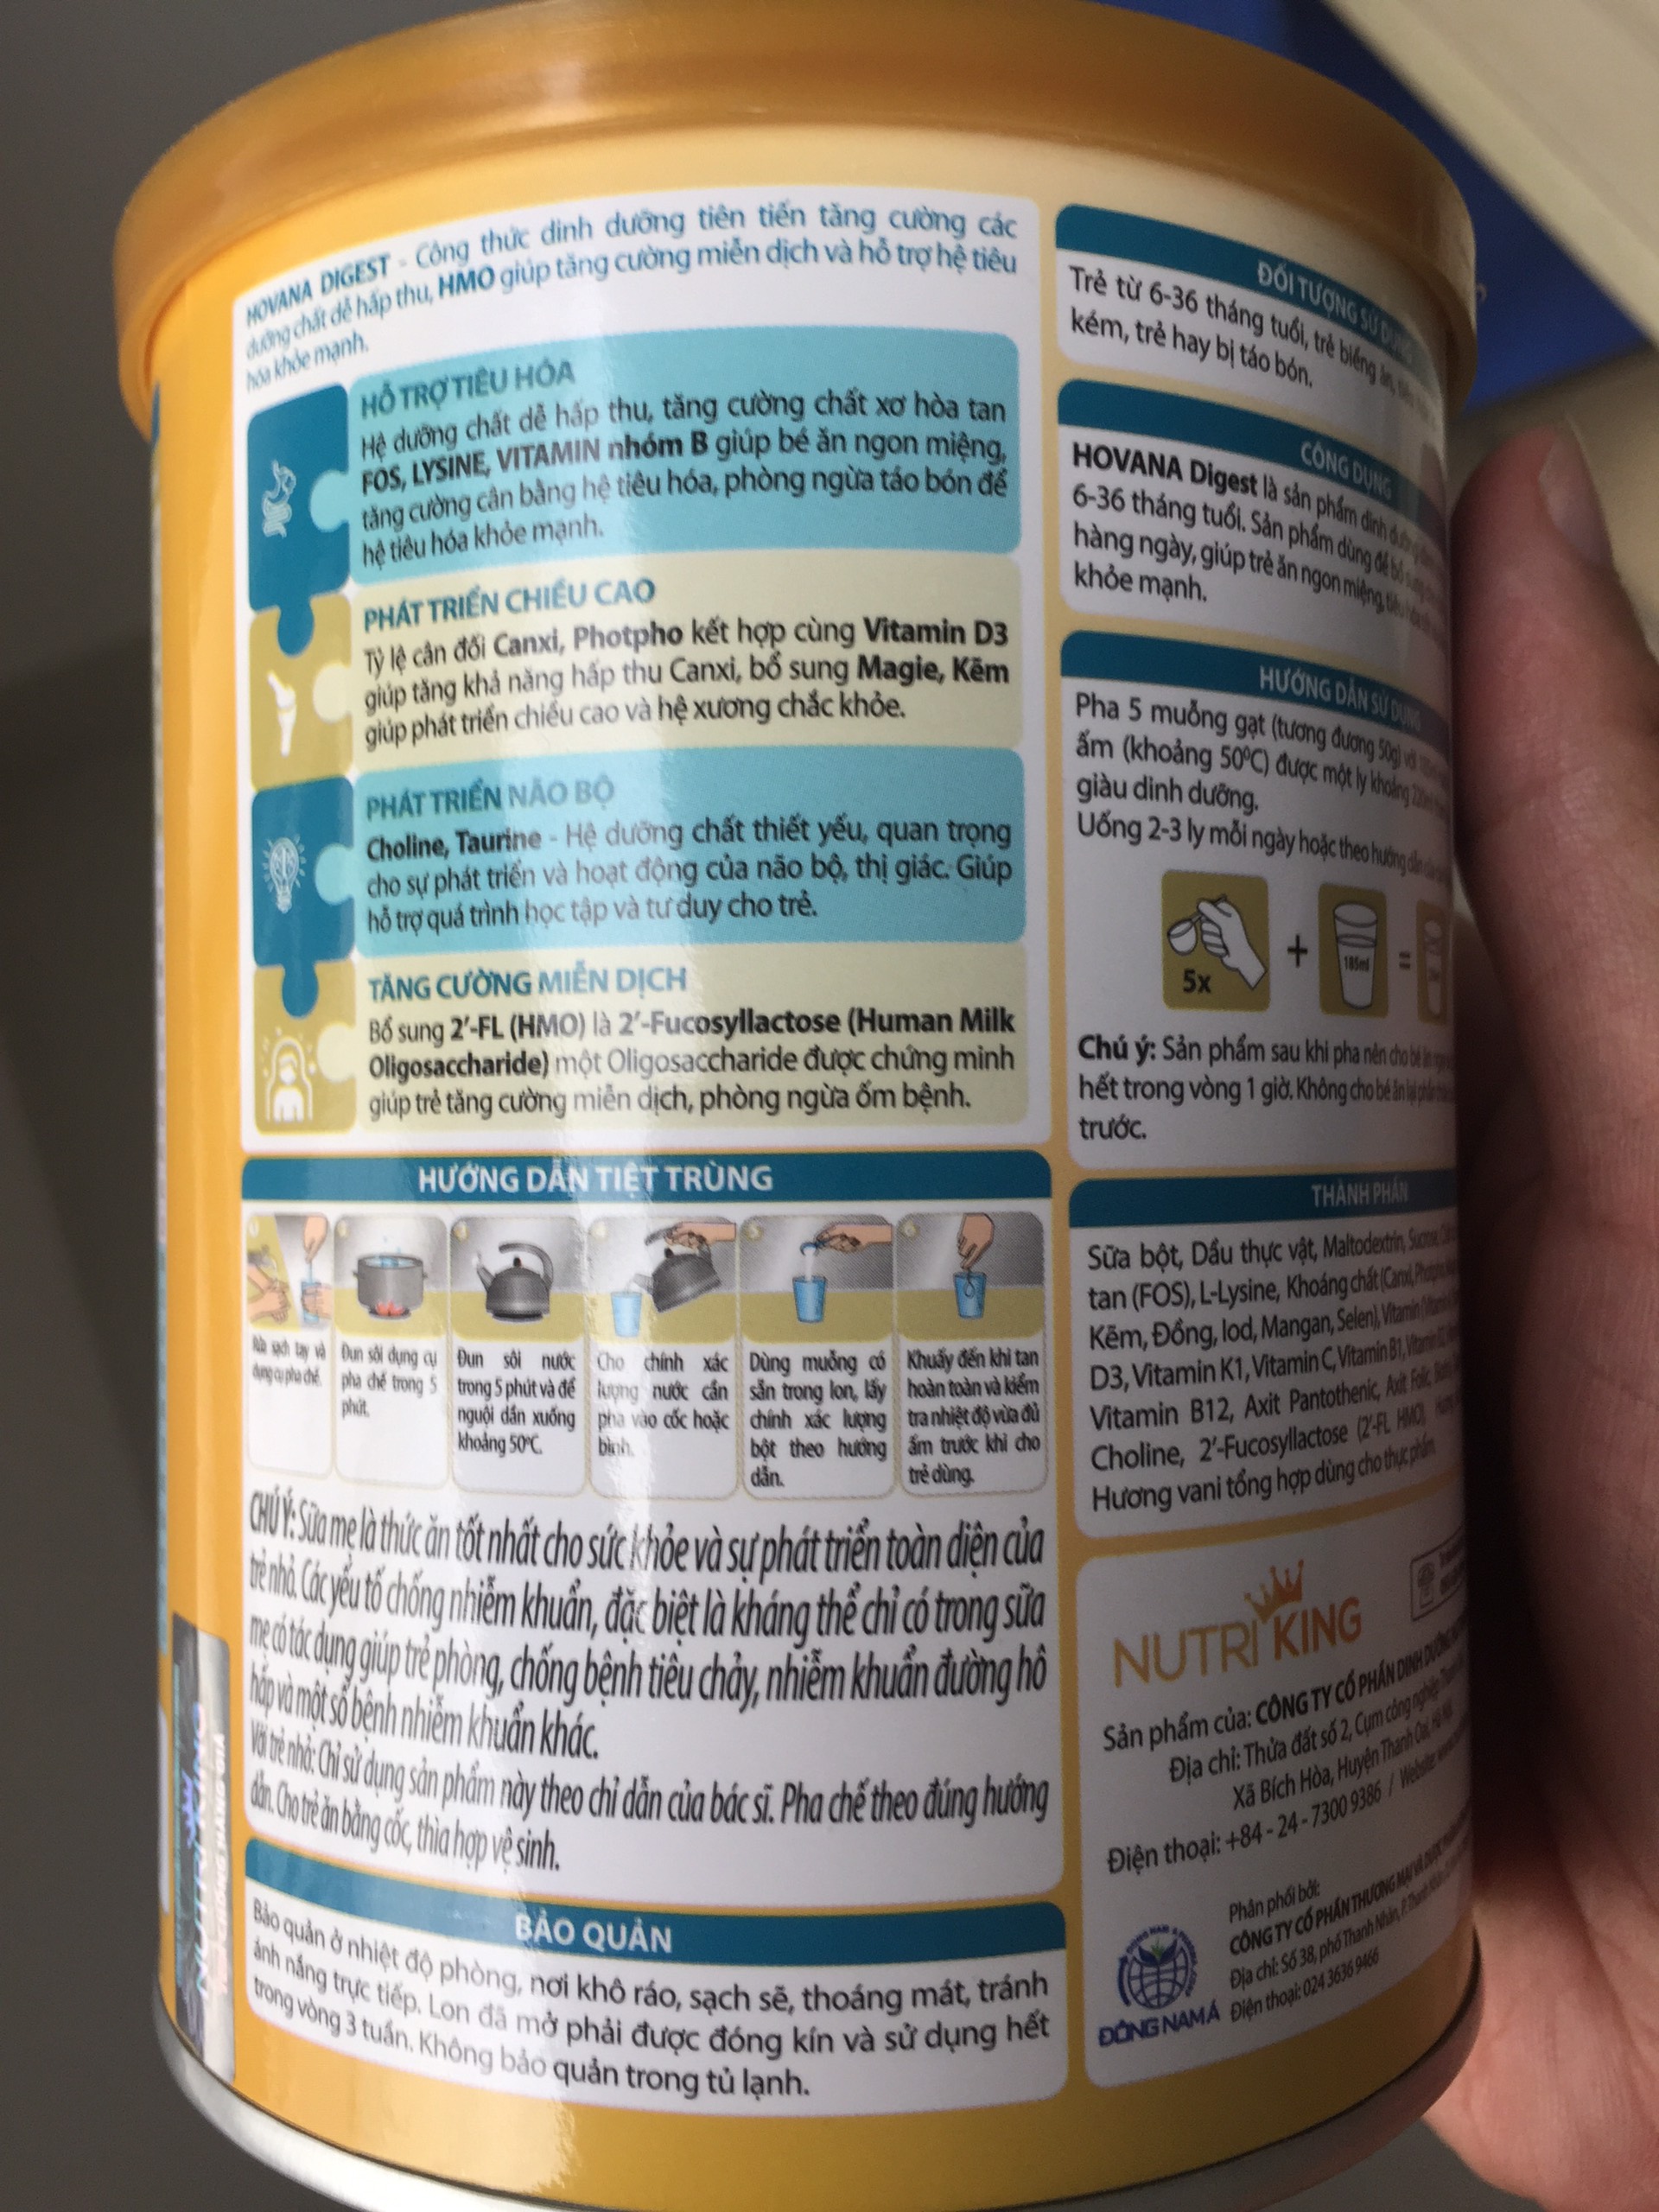 HOVANA DIGEST - Công thức dinh dưỡng tiên tiến tăng cường các
dưỡng chất dễ hấp thu, HMO giúp tăng cường miễn dịch và hỗ trợ hệ tiêu
hóa khỏe mạnh.
HỖ TRỢ TIÊU HÓA
Hệ dưỡng chất dễ hấp thu, tăng cường chất xơ hòa tan
FOS, LYSINE, VITAMIN nhóm B giúp bé ăn ngon miệng,
tăng cường cân bằng hệ tiêu hóa, phòng ngừa táo bón để
hệ tiêu hóa khỏe mạnh.
PHÁT TRIỂN CHIỀU CAO
Tỷ lệ cân đối Canxi, Photpho kết hợp cùng Vitamin D3
giúp tăng khả năng hấp thu Canxi, bổ sung Magie, Kẽm
giúp phát triển chiều cao và hệ xương chắc khỏe.
PHÁT TRIỂN NÃO BỘ
Choline, Taurine - Hệ dưỡng chất thiết yếu, quan trọng
cho sự phát triển và hoạt động của não bộ, thị giác. Giúp
hỗ trợ quá trình học tập và tư duy cho trẻ.
TĂNG CƯỜNG MIỄN DỊCH
Bổ sung 2'-FL (HMO) là 2'-Fucosyllactose (Human Milk
Oligosaccharide) một Oligosaccharide được chứng minh
giúp trẻ tăng cường miễn dịch, phòng ngừa ốm bệnh.
HƯỚNG DẪN TIỆT TRÙNG
Rửa sạch tay và
dụng cụ pha chế.
Đun sôi dụng cụ
pha chế trong 5
phút.
Đun sôi nước
trong 5 phút và để
nguội dần xuống
khoảng 50°C.
Cho chính xác
lượng nước cần
pha vào cốc hoặc
bình.
Dùng muỗng có
sẵn trong lon, lấy
chính xác lượng
bột theo hướng
dẫn.
Khuấy đến khi tan
hoàn toàn và kiểm
tra nhiệt độ vừa đủ
ấm trước khi cho
trẻ dùng.
CHÚ Ý: Sữa mẹ là thức ăn tốt nhất cho sức khỏe và sự phát triển toàn diện của
trẻ nhỏ. Các yếu tố chống nhiễm khuẩn, đặc biệt là kháng thể chỉ có trong sữa
mẹ có tác dụng giúp trẻ phòng, chống bệnh tiêu chảy, nhiễm khuẩn đường hô
hấp và một số bệnh nhiễm khuẩn khác.
Với trẻ nhỏ: Chỉ sử dụng sản phẩm này theo chỉ dẫn của bác sĩ. Pha chế theo đúng hướng
dẫn. Cho trẻ ăn bằng cốc, thìa hợp vệ sinh.
BẢO QUẢN
Bảo quản ở nhiệt độ phòng, nơi khô ráo, sạch sẽ, thoáng mát, tránh
ánh nắng trực tiếp. Lon đã mở phải được đóng kín và sử dụng hết
trong vòng 3 tuần. Không bảo quản trong tủ lạnh.
ĐỐI TƯỢNG SỬ DỤNG
Trẻ từ 6-36 tháng tuổi, trẻ biếng ăn,
kém, trẻ hay bị táo bón.
CÔNG DỤNG
HOVANA Digest là sản phẩm dinh dưỡng
6-36 tháng tuổi. Sản phẩm dùng để bổ sung
hàng ngày, giúp trẻ ăn ngon miệng,
khỏe mạnh.
HƯỚNG DẪN SỬ DỤNG
Pha 5 muỗng gạt (tương đương 50g) với
ấm (khoảng 50°C) được một ly khoảng
giàu dinh dưỡng.
Uống 2-3 ly mỗi ngày hoặc theo hướng dẫn
5x + 185ml =
Chú ý: Sản phẩm sau khi pha nên cho bé ăn
hết trong vòng 1 giờ. Không cho bé ăn lại phần
trước.
THÀNH PHẦN
Sữa bột, Dầu thực vật, Maltodextrin, Sucrose,
tan (FOS), L-Lysine, Khoáng chất (Canxi, Photpho,
Kẽm, Đồng, Iod, Mangan, Selen), Vitamin
D3, Vitamin K1, Vitamin C, Vitamin B1,
Vitamin B12, Axit Pantothenic, Axit Folic,
Choline, 2'-Fucosyllactose (2'-FL HMO),
Hương vani tổng hợp dùng cho thực phẩm
NUTRI KING
Sản phẩm của: CÔNG TY CỔ PHẦN DINH DƯỠNG
Địa chỉ: Thửa đất số 2, Cụm công nghiệp
Xã Bích Hòa, Huyện Thanh Oai, Hà Nội
Điện thoại: +84 - 24 - 7300 9386 / Website:
Phân phối bởi:
CÔNG TY CỔ PHẦN THƯƠNG MẠI VÀ DƯỢC
Địa chỉ: Số 38, phố Thanh Nhàn,
Điện thoại: 024 3636 9466
ĐÔNG NAM Á